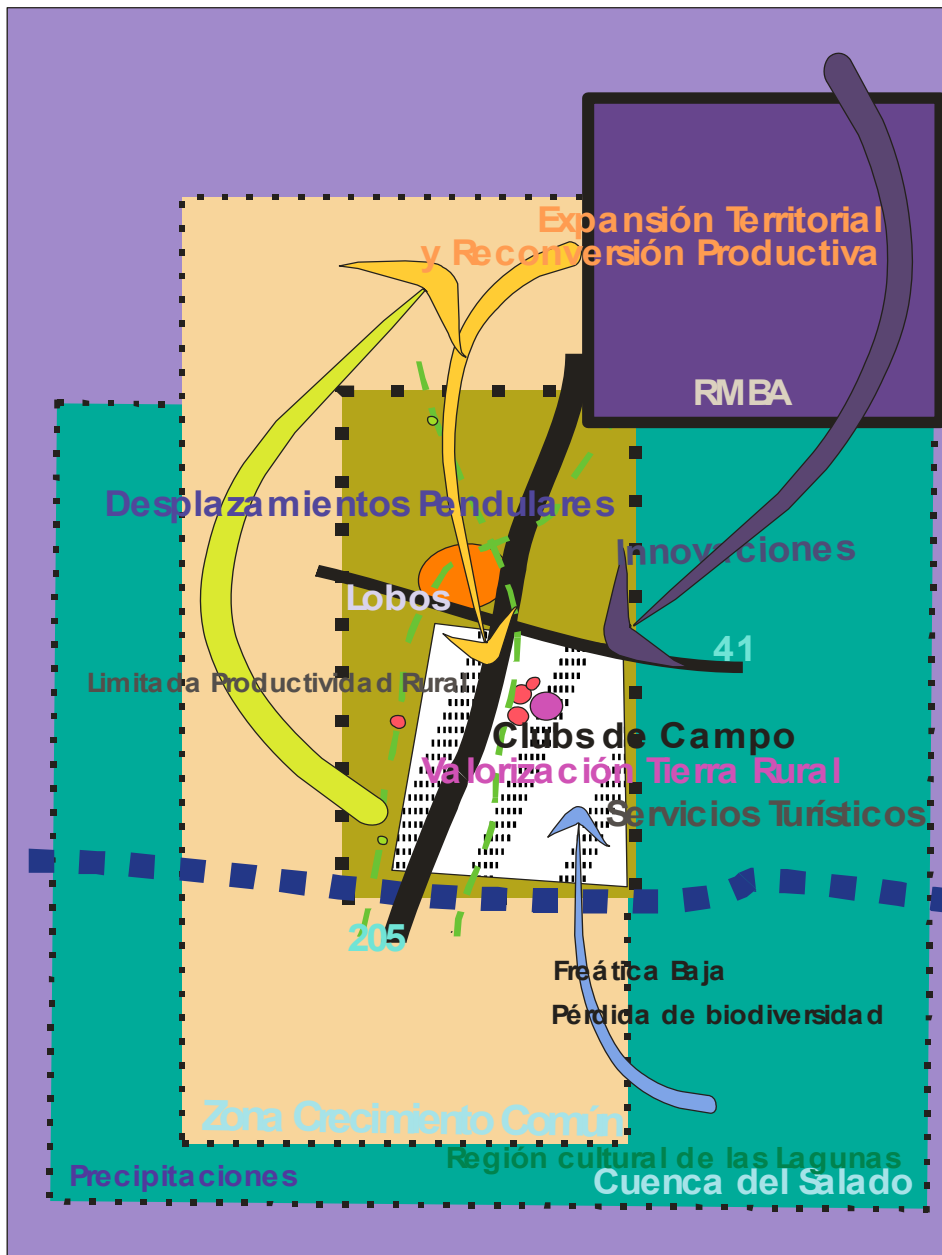 Expansión Territorial
y Reconversión Productiva
RMBA
Desplazamientos Pendulares
Innovaciones
Lobos
41
Limitada Productividad Rural
Clubs de Campo
Valorización Tierra Rural
Servicios Turísticos
205
Freática Baja
Pérdida de biodiversidad
Zona Crecimiento Común
Región cultural de las Lagunas
Precipitaciones
Cuenca del Salado